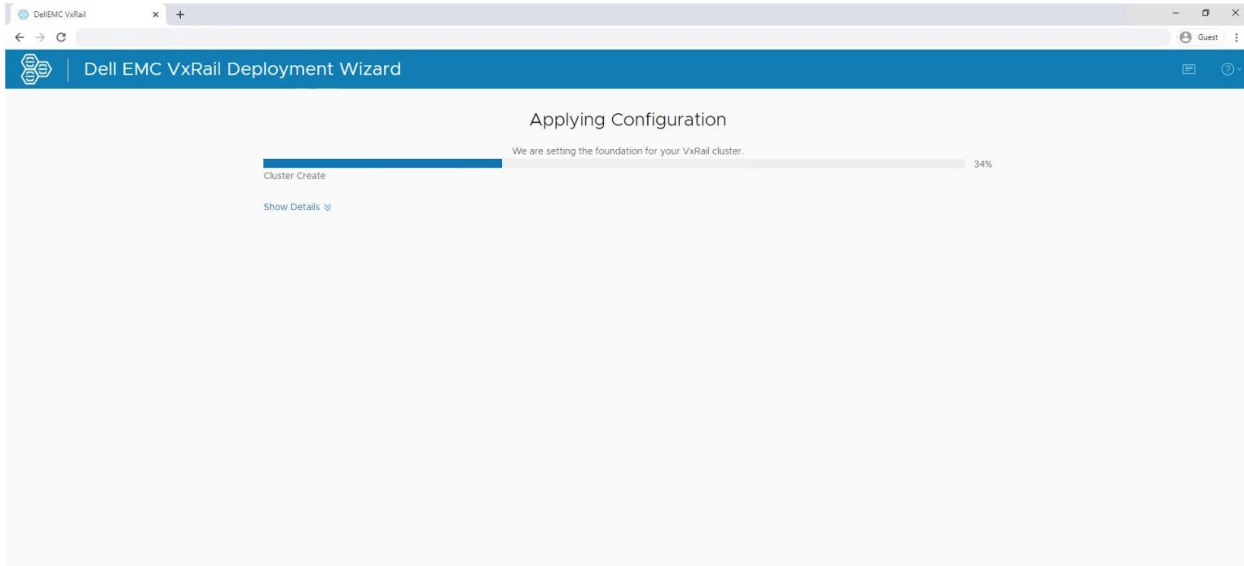 DellEMC VxRail
Guest
Dell EMC VxRail Deployment Wizard
Applying Configuration
We are setting the foundation for your VxRail cluster.
34%
Cluster Create
Show Details